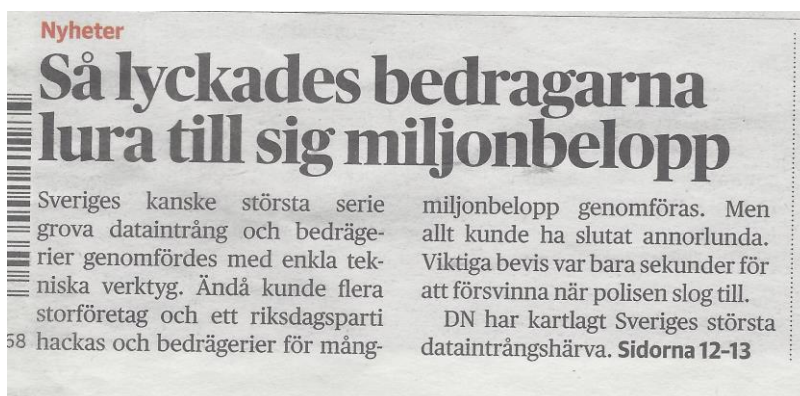 Nyheter
Så lyckades bedragarna
lura till sig miljonbelopp
Sveriges kanske största serie
grova dataintrång och bedräge-
rier genomfördes med enkla tek-
niska verktyg. Ändå kunde flera
storföretag och ett riksdagsparti
hackas och bedrägerier för mång-
miljonbelopp genomföras. Men
allt kunde ha slutat annorlunda.
Viktiga bevis var bara sekunder för
att försvinna när polisen slog till.
DN har kartlagt Sveriges största
dataintrångshärva. Sidorna 12–13
58